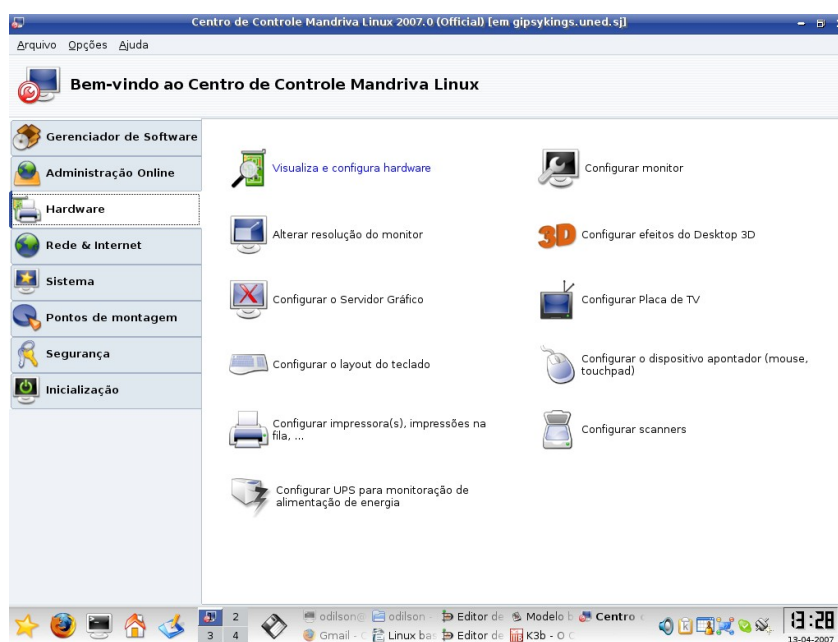 Centro de Controle Mandriva Linux 2007.0 (Official) [em gipsykings.uned.sj]
Arquivo Opções Ajuda
Bem-vindo ao Centro de Controle Mandriva Linux
Gerenciador de Software
Administração Online
Hardware
Rede & Internet
Sistema
Pontos de montagem
Segurança
Inicialização
Visualiza e configura hardware
Configurar monitor
Alterar resolução do monitor
3D Configurar efeitos do Desktop 3D
Configurar o Servidor Gráfico
Configurar Placa de TV
Configurar o layout do teclado
Configurar o dispositivo apontador (mouse,
touchpad)
Configurar impressora(s), impressões na
fila, ...
Configurar scanners
Configurar UPS para monitoração de
alimentação de energia
2
3 4
odilson@ odilson - Editor de Modelo b Centro
Gmail - Linux bas Editor de K3b - O
13:20
13-04-2007